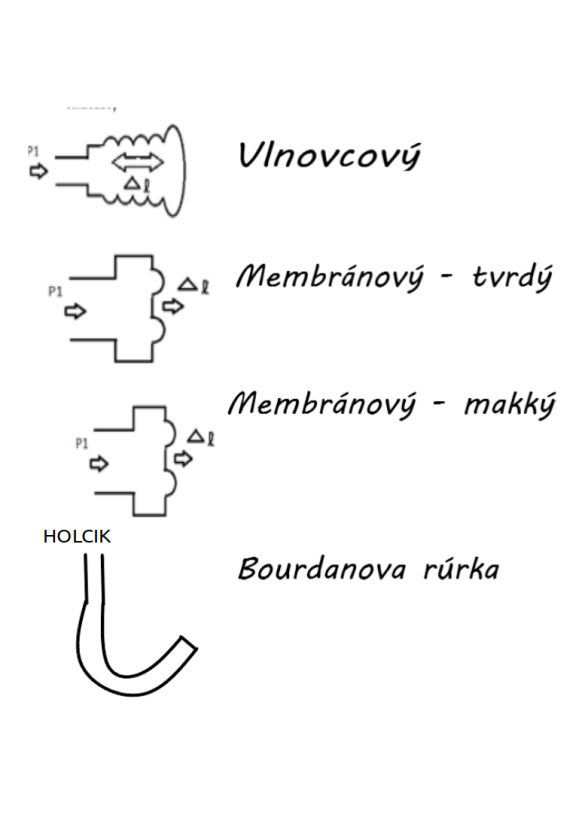 P1
Vlnovcový
Δl
Membránový - tvrdý
P1
Δl
Membránový - makký
P1
Δl
HOLCIK
Bourdanova rúrka